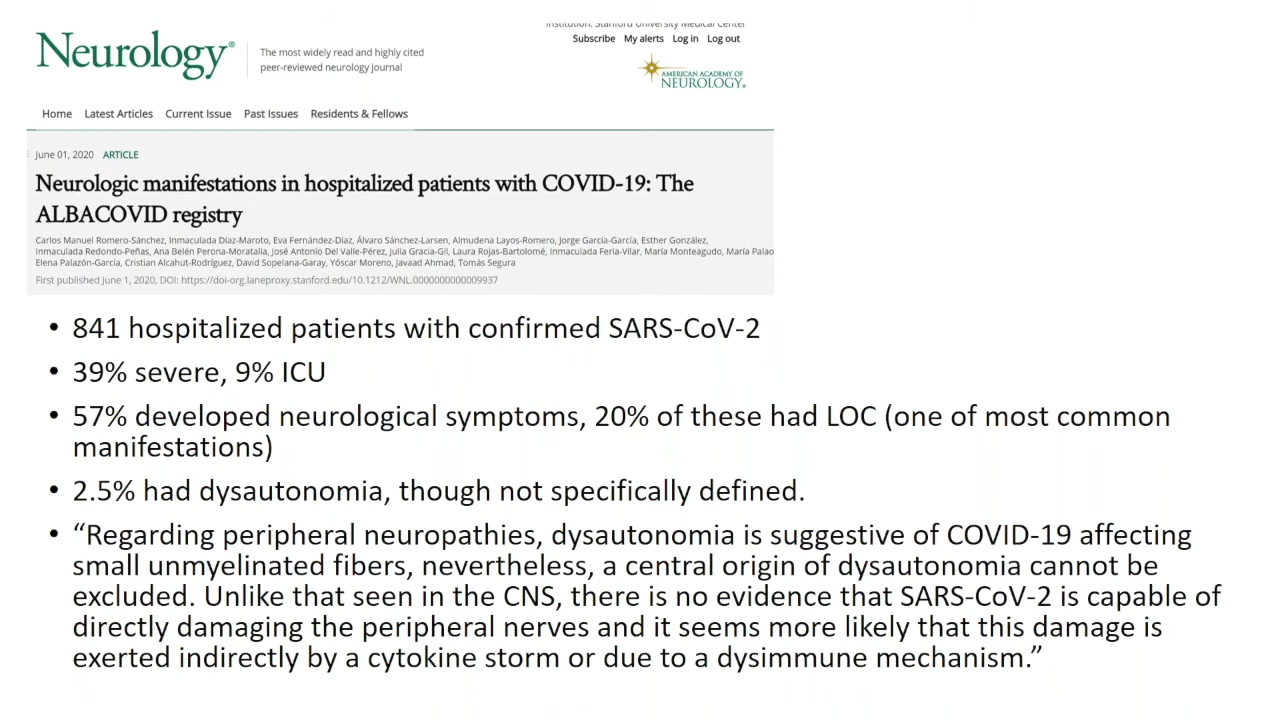 Institution: Stanford University Medical Center
Neurology®
The most widely read and highly cited
peer-reviewed neurology journal
Subscribe My alerts Log in Log out
AMERICAN ACADEMY OF
NEUROLOGY®
Home Latest Articles Current Issue Past Issues Residents & Fellows
June 01, 2020 ARTICLE
Neurologic manifestations in hospitalized patients with COVID-19: The
ALBACOVID registry
Carlos Manuel Romero-Sánchez, Inmaculada Díaz-Maroto, Eva Fernández-Díaz, Álvaro Sánchez-Larsen, Almudena Layos-Romero, Jorge García-García, Esther González,
Inmaculada Redondo-Peñas, Ana Belén Perona-Moratalla, José Antonio Del Valle-Pérez, Julia Gracia-Gil, Laura Rojas-Bartolomé, Inmaculada Feria-Vilar, María Monteagudo, María Palao
Elena Palazón-García, Cristian Alcahut-Rodríguez, David Sopelana-Garay, Yóscar Moreno, Javaad Ahmad, Tomás Segura
First published June 1, 2020, DOI: https://doi-org.laneproxy.stanford.edu/10.1212/WNL.0000000000009937
• 841 hospitalized patients with confirmed SARS-CoV-2
• 39% severe, 9% ICU
• 57% developed neurological symptoms, 20% of these had LOC (one of most common
manifestations)
• 2.5% had dysautonomia, though not specifically defined.
• “Regarding peripheral neuropathies, dysautonomia is suggestive of COVID-19 affecting
small unmyelinated fibers, nevertheless, a central origin of dysautonomia cannot be
excluded. Unlike that seen in the CNS, there is no evidence that SARS-CoV-2 is capable of
directly damaging the peripheral nerves and it seems more likely that this damage is
exerted indirectly by a cytokine storm or due to a dysimmune mechanism.”